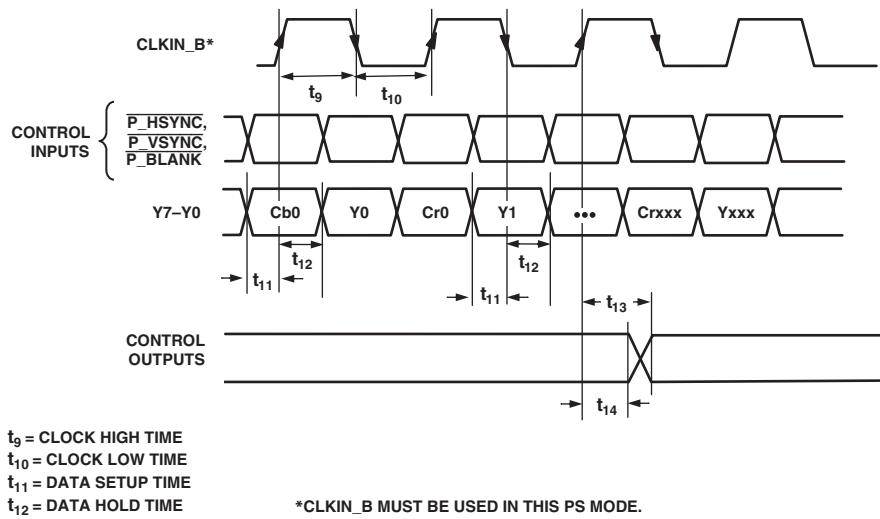 CLKIN_B*
t9
t10
CONTROL
INPUTS
P_HSYNC,
P_VSYNC,
P_BLANK
Y7–Y0
Cb0
Y0
Cr0
Y1
•••
Crxxx
Yxxx
t11
t12
t11
t12
t13
CONTROL
OUTPUTS
t14
t9 = CLOCK HIGH TIME
t10 = CLOCK LOW TIME
t11 = DATA SETUP TIME
t12 = DATA HOLD TIME
*CLKIN_B MUST BE USED IN THIS PS MODE.